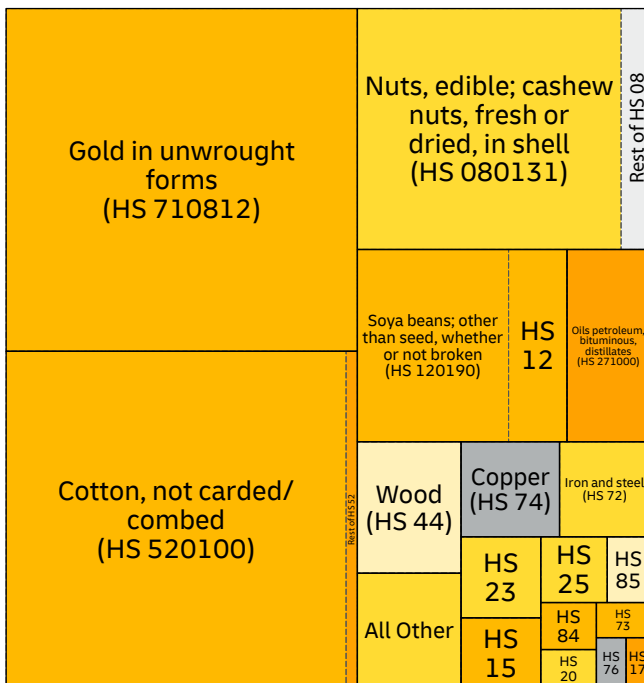 Gold in unwrought
forms
(HS 710812)
Nuts, edible; cashew
nuts, fresh or
dried, in shell
(HS 080131)
Rest of HS 08
Soya beans; other
than seed, whether
or not broken
(HS 120190)
HS
12
Oils petroleum,
bituminous,
distillates
(HS 271000)
Cotton, not carded/
combed
(HS 520100)
Rest of HS 52
Wood
(HS 44)
Copper
(HS 74)
Iron and steel
(HS 72)
All Other
HS
23
HS
25
HS
85
HS
15
HS
84
HS
73
HS
20
HS
76
HS
17